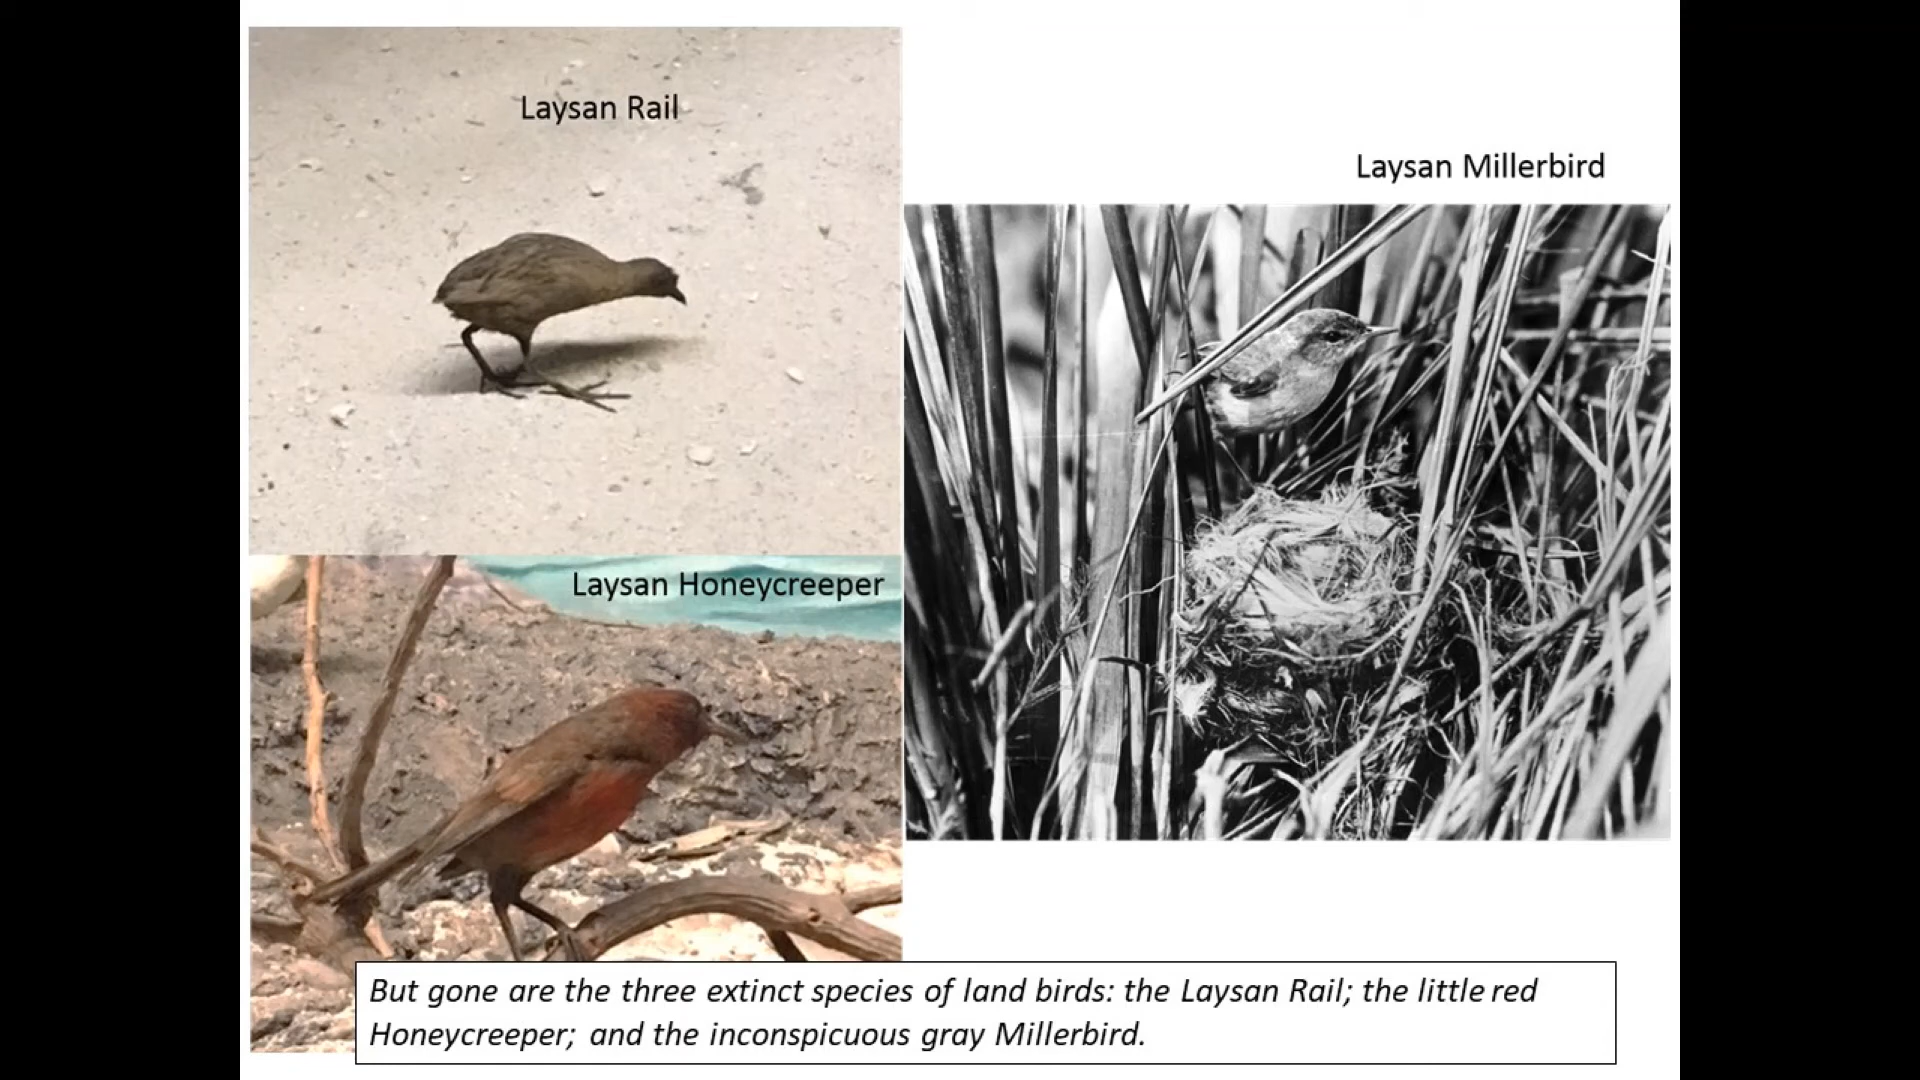 Laysan Rail
Laysan Millerbird
Laysan Honeycreeper
But gone are the three extinct species of land birds: the Laysan Rail; the little red
Honeycreeper; and the inconspicuous gray Millerbird.